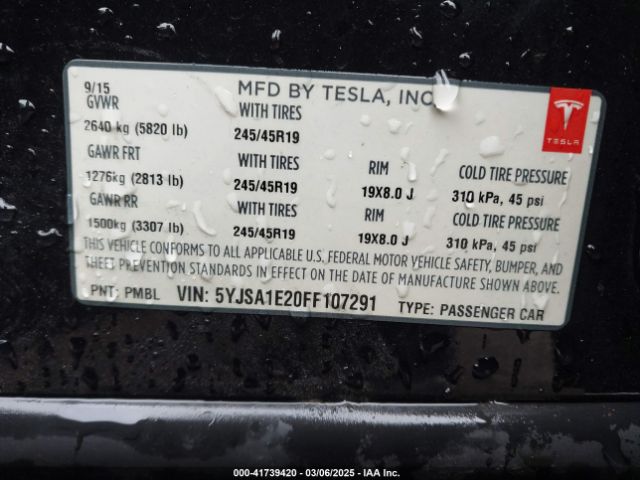 9/15 MFD BY TESLA, INC.
GVWR WITH TIRES
2640 kg (5820 lb) 245/45R19
GAWR FRT WITH TIRES RIM COLD TIRE PRESSURE
1276kg (2813 lb) 245/45R19 19X8.0 J 310 kPa, 45 psi
GAWR RR WITH TIRES RIM COLD TIRE PRESSURE
1500kg (3307 lb) 245/45R19 19X8.0 J 310 kPa, 45 psi
THIS VEHICLE CONFORMS TO ALL APPLICABLE U.S. FEDERAL MOTOR VEHICLE SAFETY, BUMPER, AND
THEFT PREVENTION STANDARDS IN EFFECT ON THE DATE OF MANUFACTURE SHOWN ABOVE.
PNT: PMBL VIN: 5YJSA1E20FF107291 TYPE: PASSENGER CAR
TESLA
000-41739420 - 03/06/2025 - IAA Inc.